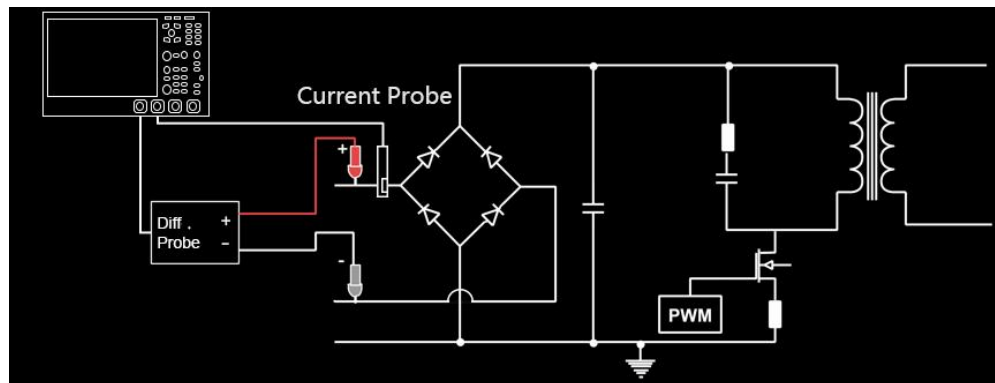 Current Probe
+
Diff . +
Probe −
-
PWM